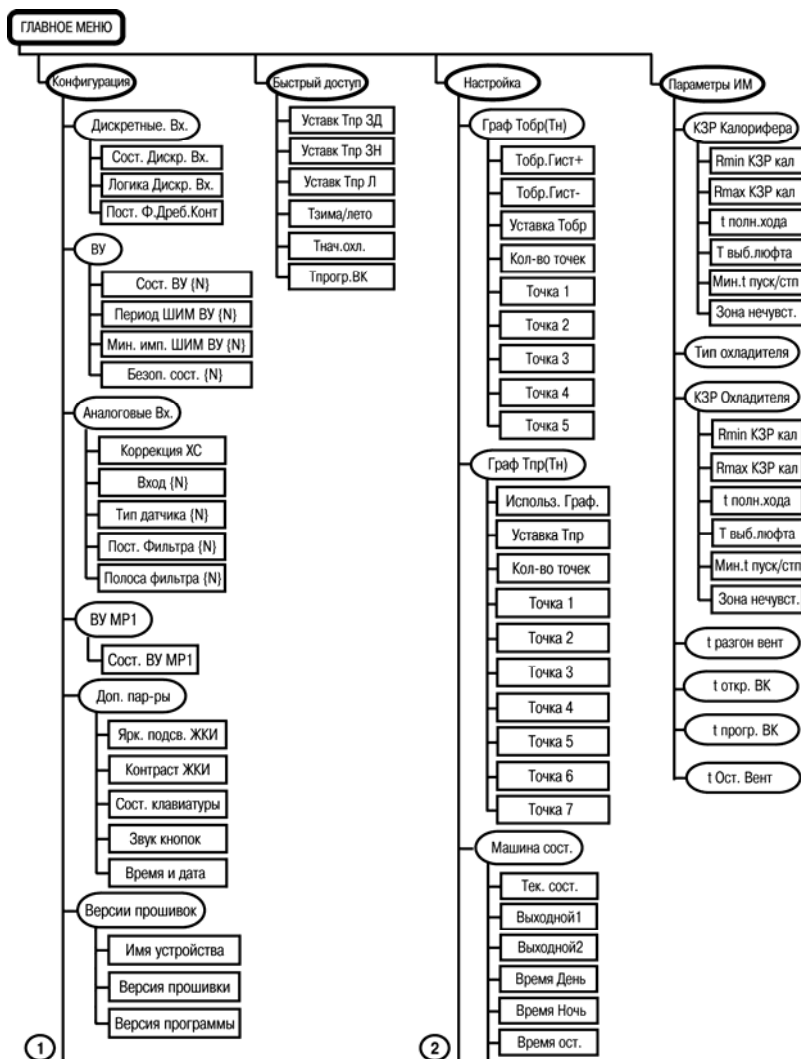 ГЛАВНОЕ МЕНЮ
Конфигурация
Дискретные. Вх.
Сост. Дискр. Вх.
Логика Дискр. Вх.
Пост. Ф.Дреб.Конт
ВУ
Сост. ВУ {N}
Период ШИМ ВУ {N}
Мин. имп. ШИМ ВУ {N}
Безоп. сост. {N}
Аналоговые Вх.
Коррекция ХС
Вход {N}
Тип датчика {N}
Пост. Фильтра {N}
Полоса фильтра {N}
ВУ МР1
Сост. ВУ МР1
Доп. пар-ры
Ярк. подсв. ЖКИ
Контраст ЖКИ
Сост. клавиатуры
Звук кнопок
Время и дата
Версии прошивок
Имя устройства
Версия прошивки
Версия программы
1
Быстрый доступ
Уставк Тпр ЗД
Уставк Тпр ЗН
Уставк Тпр Л
Тзима/лето
Тнач.охл.
Тпрогр.ВК
Настройка
Граф Тобр(Тн)
Тобр.Гист+
Тобр.Гист-
Уставка Тобр
Кол-во точек
Точка 1
Точка 2
Точка 3
Точка 4
Точка 5
Граф Тпр(Тн)
Использ. Граф.
Уставка Тпр
Кол-во точек
Точка 1
Точка 2
Точка 3
Точка 4
Точка 5
Точка 6
Точка 7
Машина сост.
Тек. сост.
Выходной1
Выходной2
Время День
Время Ночь
Время ост.
2
Параметры ИМ
КЗР Калорифера
Rmin КЗР кал
Rmax КЗР кал
t полн.хода
Т выб.люфта
Мин.t пуск/стп
Зона нечувст.
Тип охладителя
КЗР Охладителя
Rmin КЗР кал
Rmax КЗР кал
t полн.хода
Т выб.люфта
Мин.t пуск/стп
Зона нечувст.
t разгон вент
t откр. ВК
t прогр. ВК
t Ост. Вент